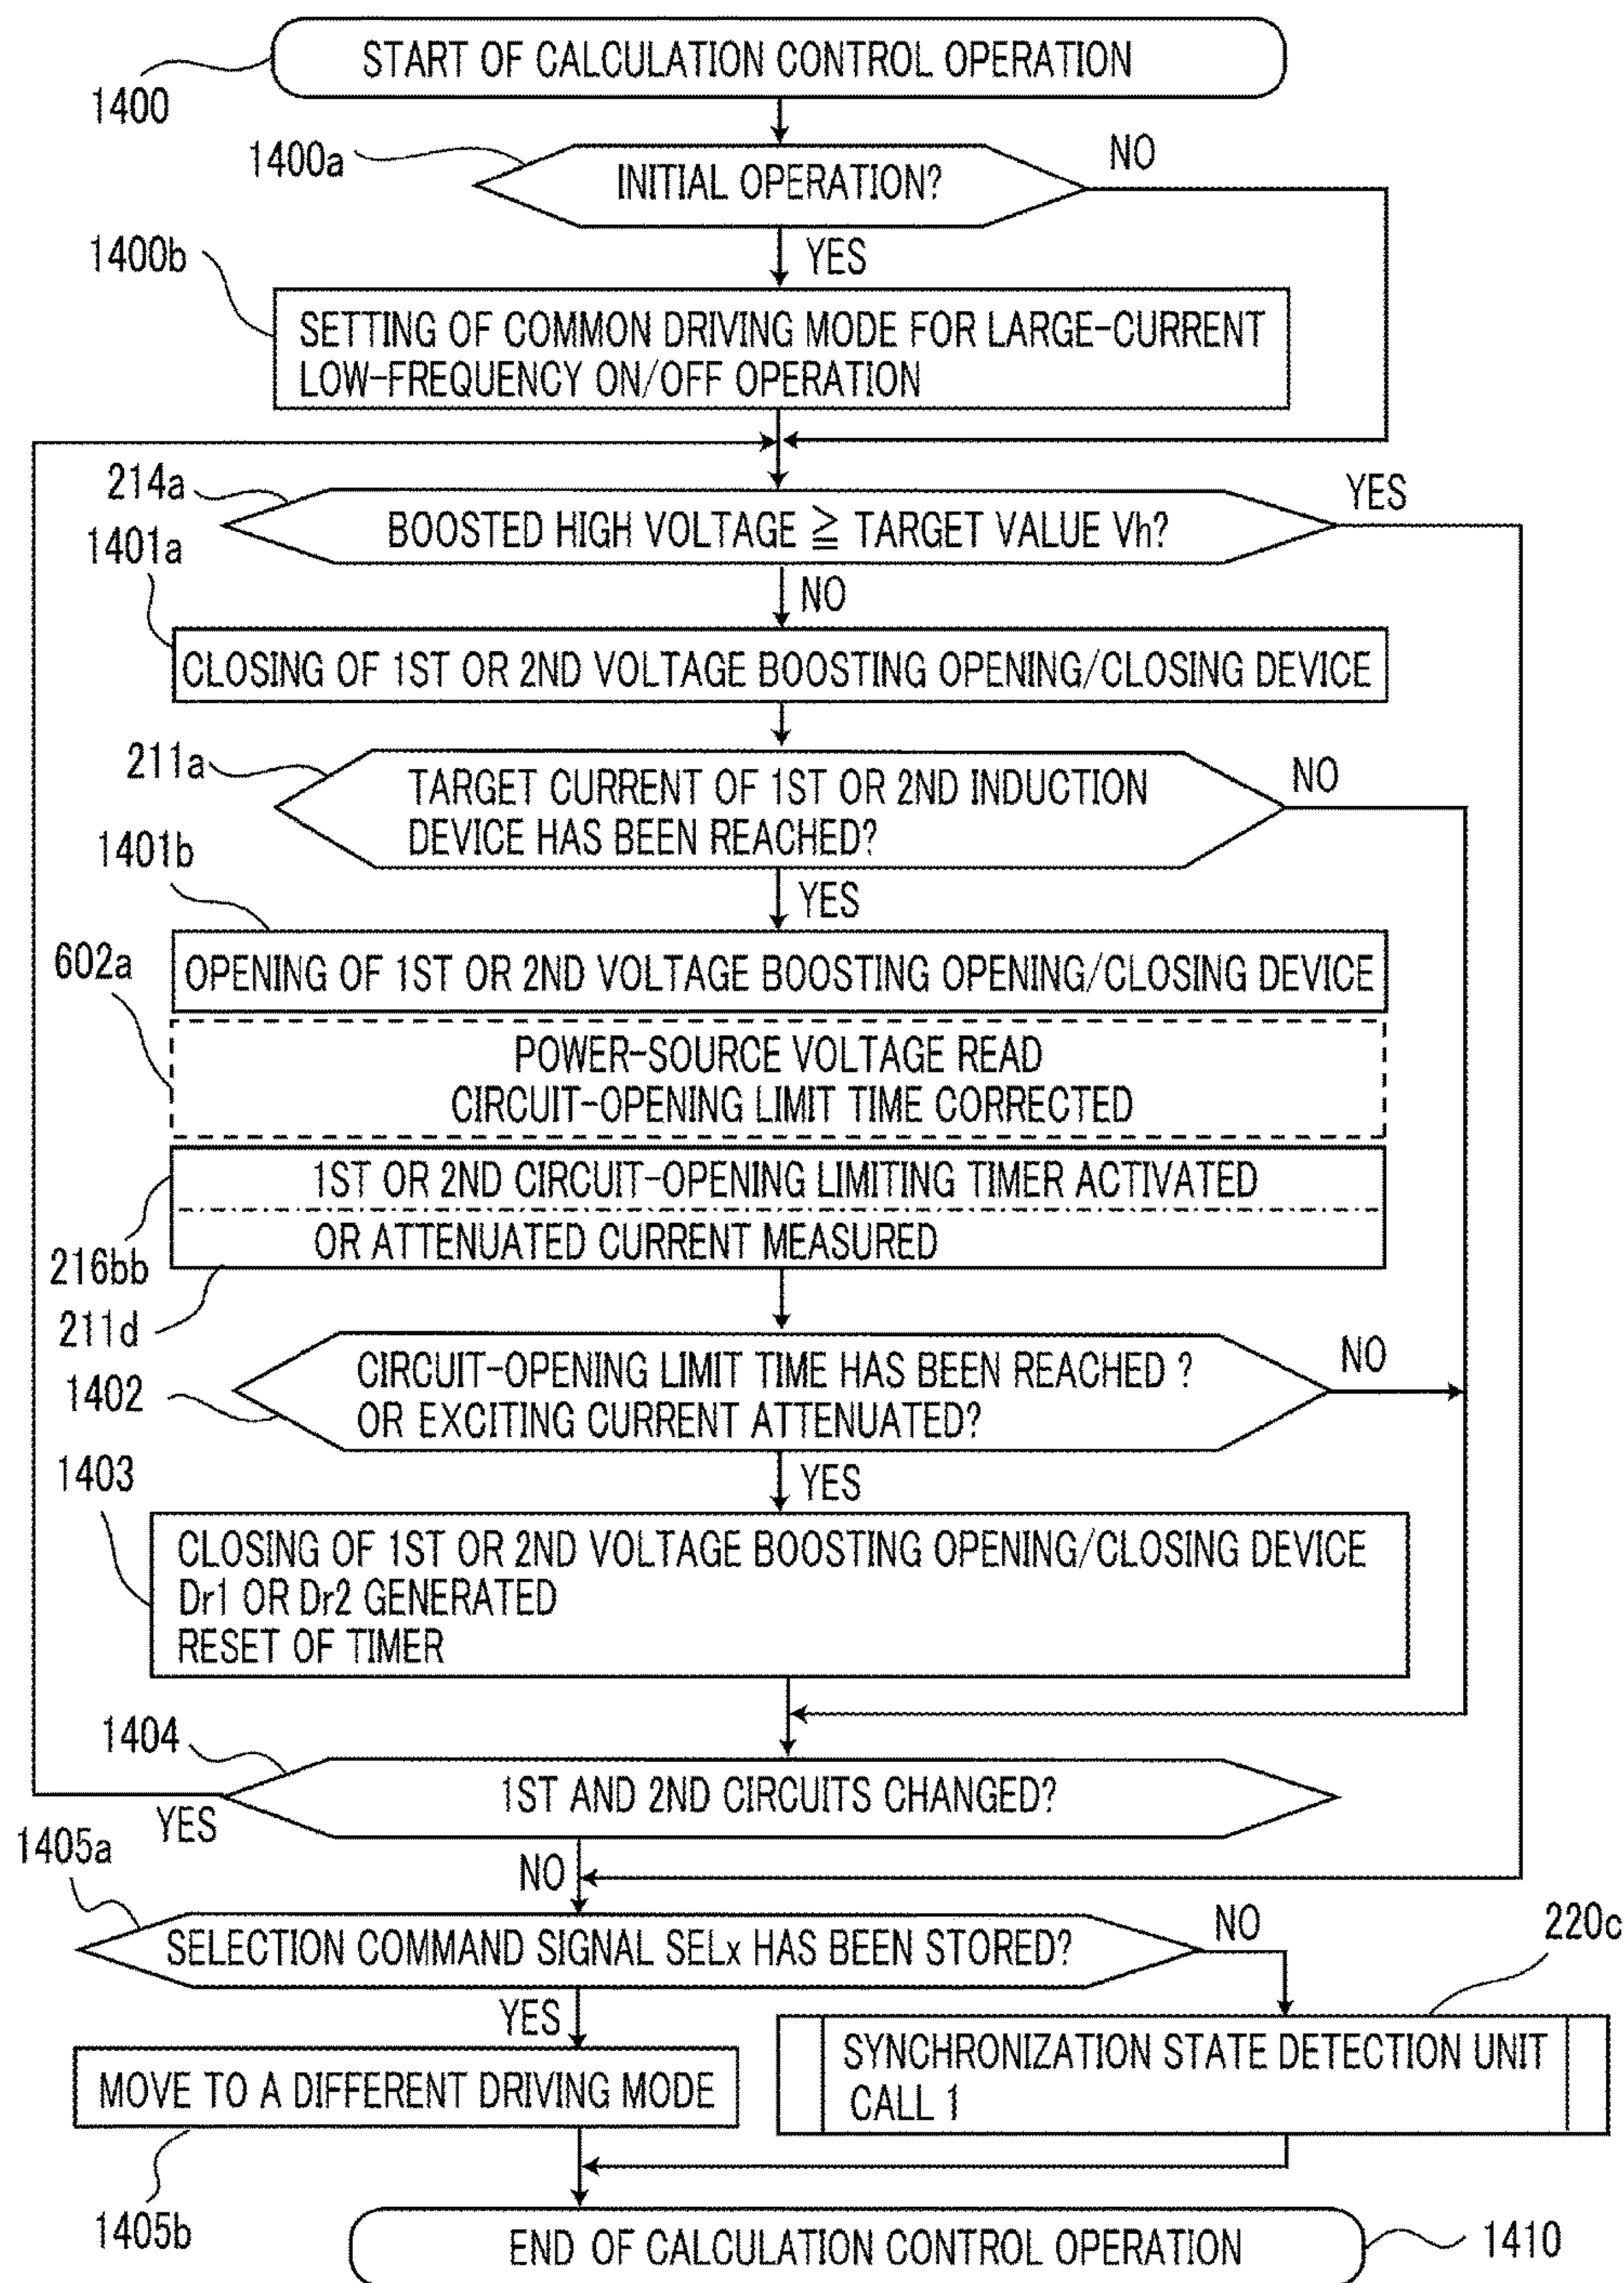 START OF CALCULATION CONTROL OPERATION
1400
1400a
INITIAL OPERATION?
NO
1400b
YES
SETTING OF COMMON DRIVING MODE FOR LARGE-CURRENT
LOW-FREQUENCY ON/OFF OPERATION
214a
YES
BOOSTED HIGH VOLTAGE ≧ TARGET VALUE Vh?
1401a
NO
CLOSING OF 1ST OR 2ND VOLTAGE BOOSTING OPENING/CLOSING DEVICE
211a
NO
TARGET CURRENT OF 1ST OR 2ND INDUCTION
DEVICE HAS BEEN REACHED?
1401b
YES
602a
OPENING OF 1ST OR 2ND VOLTAGE BOOSTING OPENING/CLOSING DEVICE
POWER-SOURCE VOLTAGE READ
CIRCUIT-OPENING LIMIT TIME CORRECTED
1ST OR 2ND CIRCUIT-OPENING LIMITING TIMER ACTIVATED
OR ATTENUATED CURRENT MEASURED
216bb
211d
CIRCUIT-OPENING LIMIT TIME HAS BEEN REACHED ?
OR EXCITING CURRENT ATTENUATED?
NO
1402
1403
YES
CLOSING OF 1ST OR 2ND VOLTAGE BOOSTING OPENING/CLOSING DEVICE
Dr1 OR Dr2 GENERATED
RESET OF TIMER
1404
1ST AND 2ND CIRCUITS CHANGED?
YES
1405a
NO
SELECTION COMMAND SIGNAL SELx HAS BEEN STORED?
NO
220c
YES
SYNCHRONIZATION STATE DETECTION UNIT
CALL 1
MOVE TO A DIFFERENT DRIVING MODE
1405b
END OF CALCULATION CONTROL OPERATION
1410